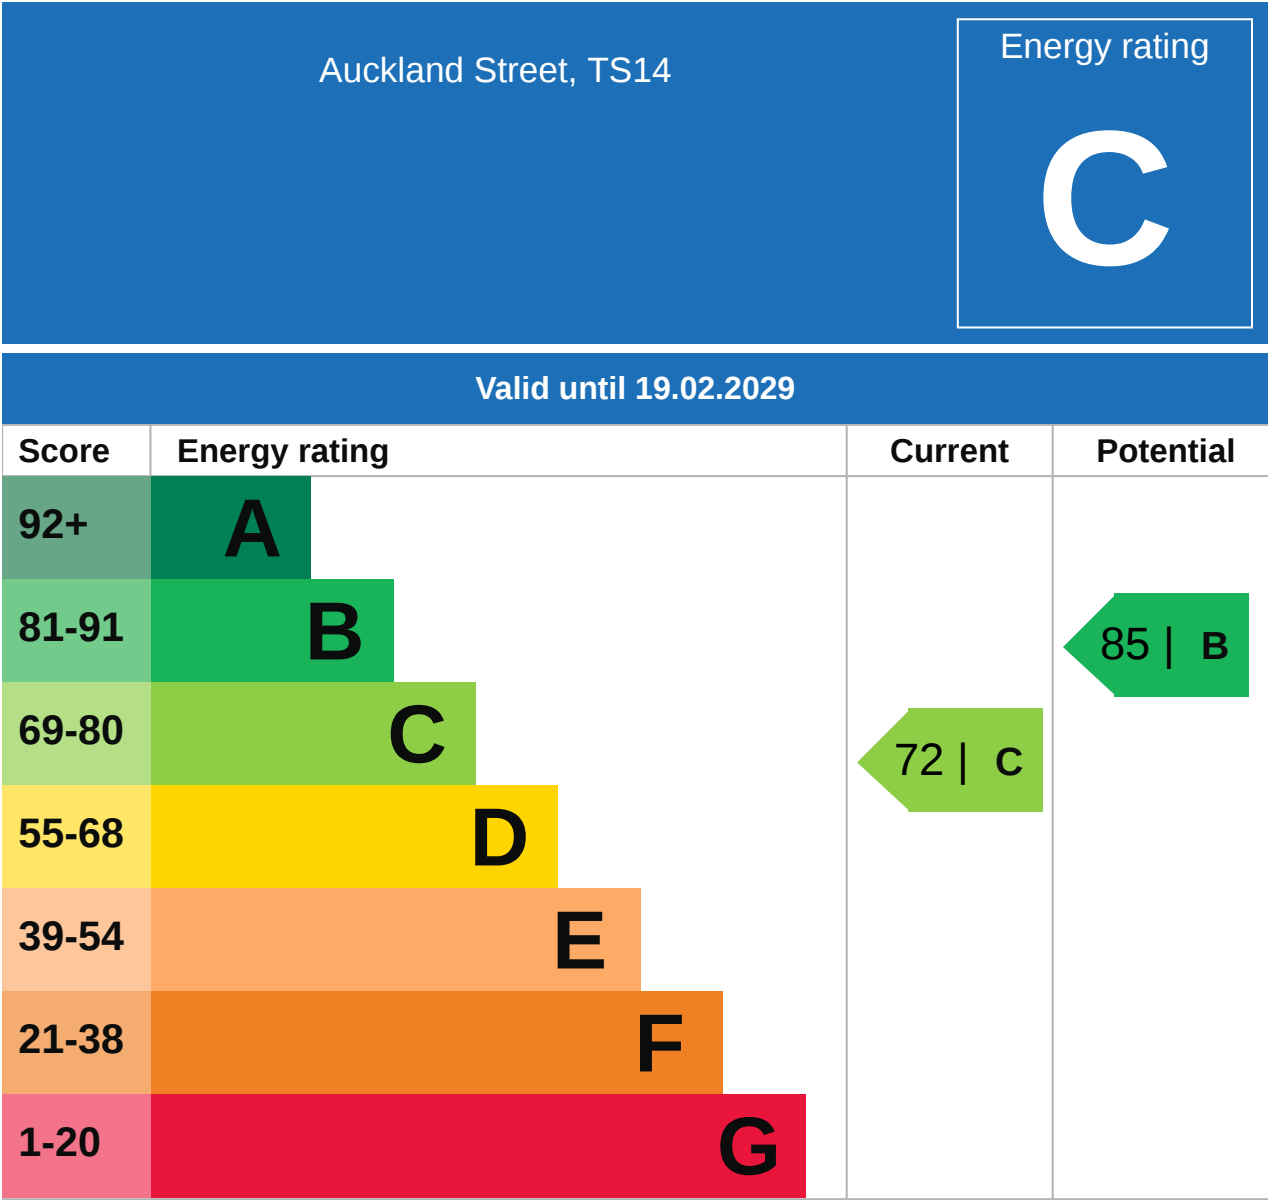 Auckland Street, TS14
Energy rating
C
Valid until 19.02.2029
Score Energy rating Current Potential
92+ A
81-91 B
85 | B
69-80 C
72 | C
55-68 D
39-54 E
21-38 F
1-20 G